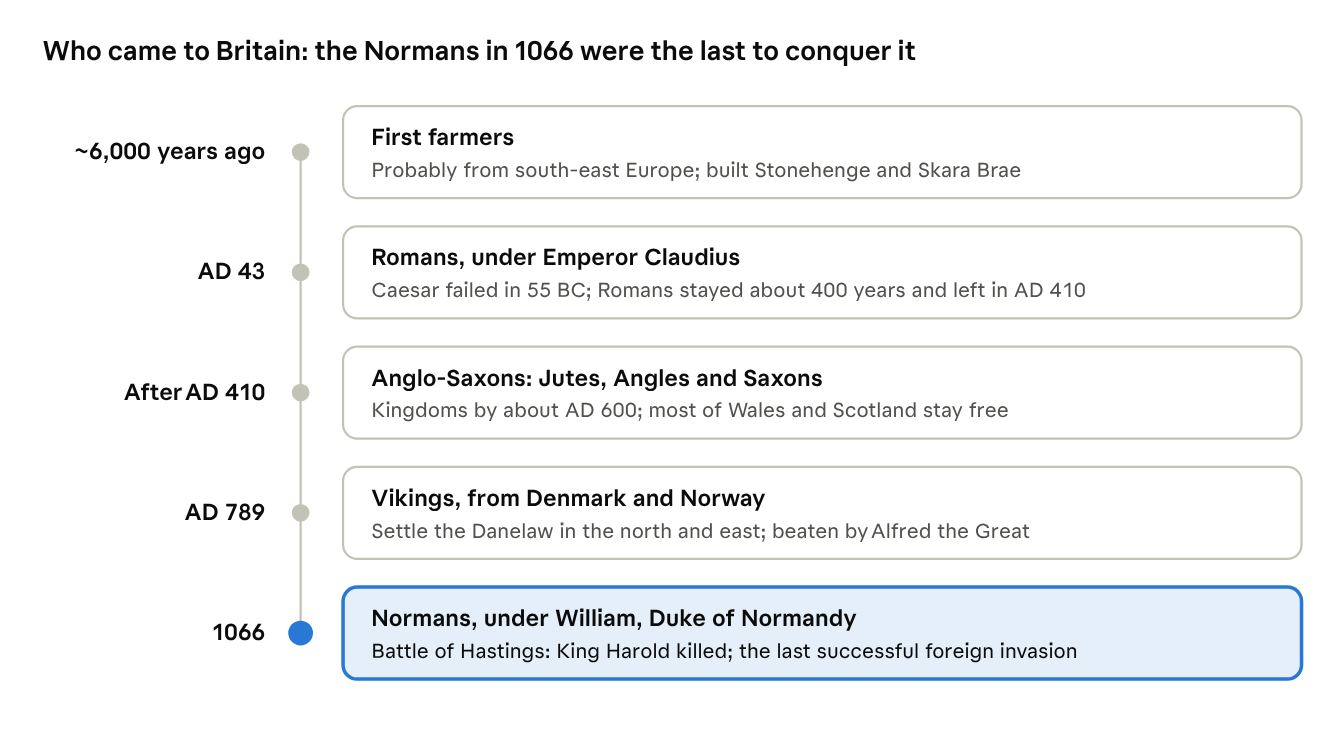 Who came to Britain: the Normans in 1066 were the last to conquer it
~6,000 years ago
First farmers
Probably from south-east Europe; built Stonehenge and Skara Brae
AD 43
Romans, under Emperor Claudius
Caesar failed in 55 BC; Romans stayed about 400 years and left in AD 410
After AD 410
Anglo-Saxons: Jutes, Angles and Saxons
Kingdoms by about AD 600; most of Wales and Scotland stay free
AD 789
Vikings, from Denmark and Norway
Settle the Danelaw in the north and east; beaten by Alfred the Great
1066
Normans, under William, Duke of Normandy
Battle of Hastings: King Harold killed; the last successful foreign invasion